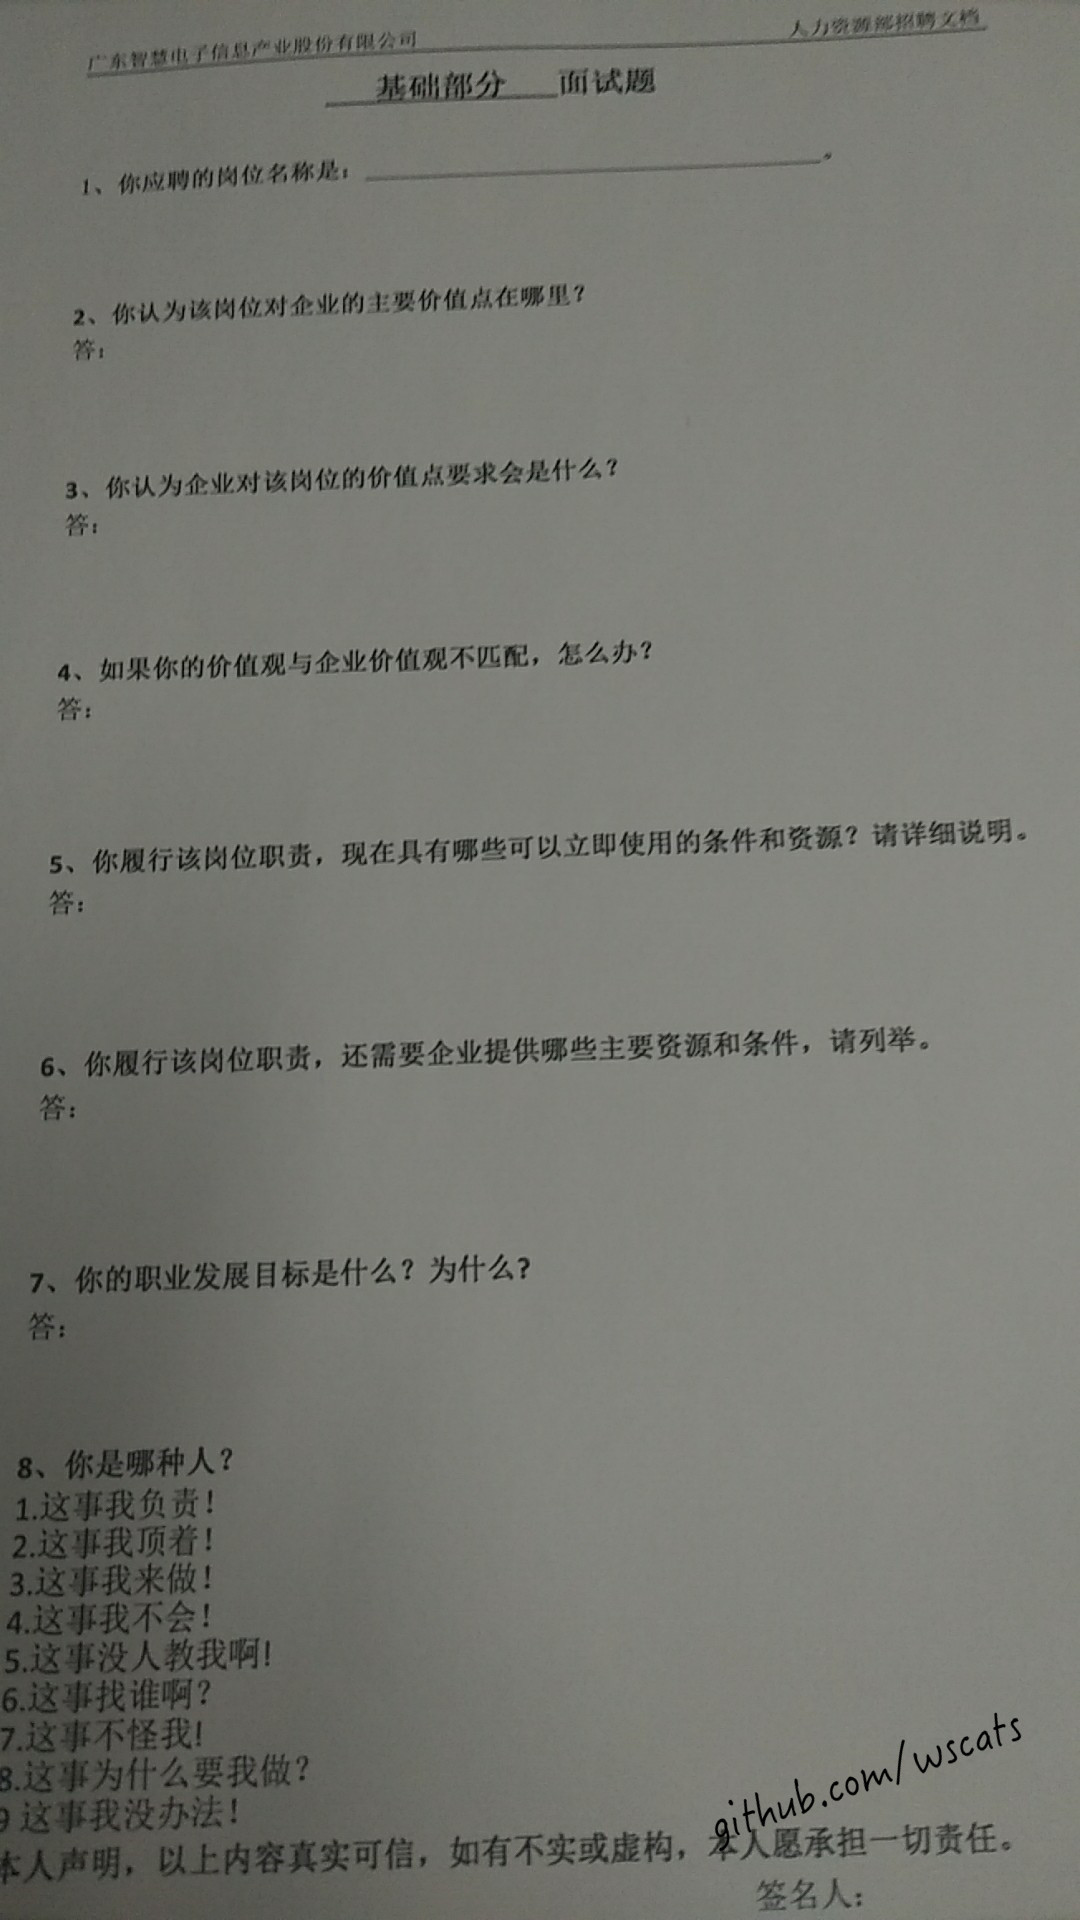 广东智慧电子信息产业股份有限公司 人力资源部招聘文档
基础部分 面试题
1、你应聘的岗位名称是：。
2、你认为该岗位对企业的主要价值点在哪里？
答：
3、你认为企业对该岗位的价值点要求会是什么？
答：
4、如果你的价值观与企业价值观不匹配，怎么办？
答：
5、你履行该岗位职责，现在具有哪些可以立即使用的条件和资源？请详细说明。
答：
6、你履行该岗位职责，还需要企业提供哪些主要资源和条件，请列举。
答：
7、你的职业发展目标是什么？为什么？
答：
8、你是哪种人？
1.这事我负责！
2.这事我顶着！
3.这事我来做！
4.这事我不会！
5.这事没人教我啊！
6.这事找谁啊？
7.这事不怪我！
8.这事为什么要我做？
9 这事我没办法！
本人声明，以上内容真实可信，如有不实或虚构，本人愿承担一切责任。
签名人：
github.com/wscats